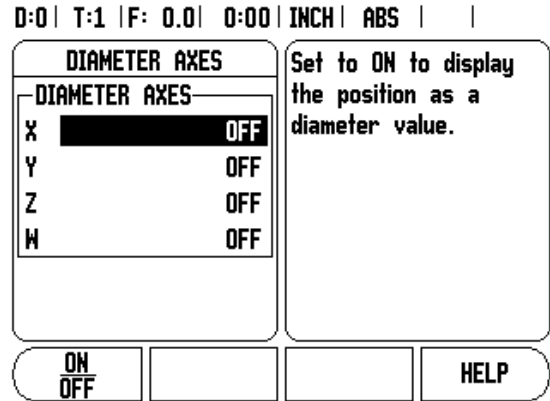 D:0| T:1 |F: 0.0| 0:00|INCH| ABS | |
DIAMETER AXES
DIAMETER AXES
X OFF
Y OFF
Z OFF
W OFF
Set to ON to display
the position as a
diameter value.
ON
OFF
HELP